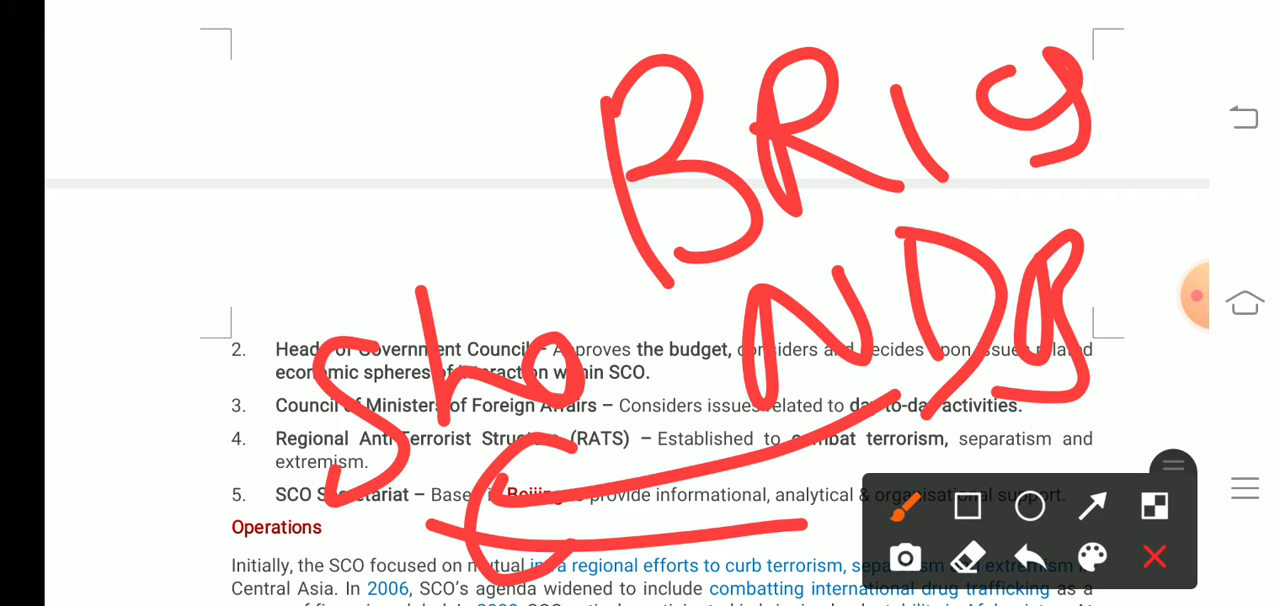 BRICS
NDB
Sho
2. Heads of Government Council – Approves the budget, considers and decides upon issues related
economic spheres of interaction within SCO.
3. Council of Ministers of Foreign Affairs – Considers issues related to day-to-day activities.
4. Regional Anti-Terrorist Structure (RATS) – Established to combat terrorism, separatism and
extremism.
5. SCO Secretariat – Based in Beijing to provide informational, analytical & organisational support.
Operations
Initially, the SCO focused on mutual intra regional efforts to curb terrorism, separatism and extremism in
Central Asia. In 2006, SCO's agenda widened to include combatting international drug trafficking as a